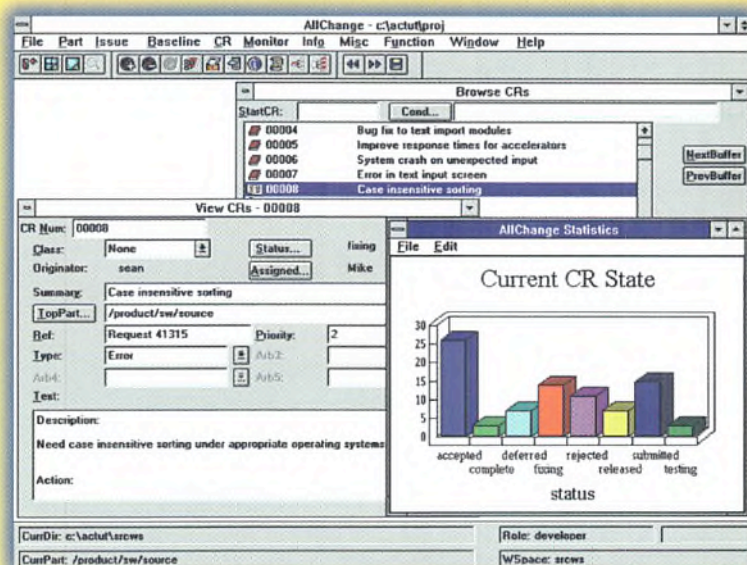 AllChange - c:\actut\proj
File Part Issue Baseline CR Monitor Info Misc Function Window Help
Browse CRs
StartCR: Cond...
00004 Bug fix to text import modules
00005 Improve response times for accelerators
00006 System crash on unexpected input
00007 Error in text input screen
00008 Case insensitive sorting
NextBuffer
PrevBuffer
View CRs - 00008
CR Num: 00008
Class: None Status... fixing
Originator: sean Assigned... Mike
Summary: Case insensitive sorting
TopPart... /product/sw/source
Ref: Request 41315 Priority: 2
Type: Error Arb3:
Arb4: Arb5:
Text:
Description:
Need case insensitive sorting under appropriate operating systems
Action:
AllChange Statistics
File Edit
Current CR State
30
25
20
15
10
5
0
accepted deferred rejected submitted
complete fixing released testing
status
CurrDir: c:\actut\srcws Role: developer
CurrPart: /product/sw/source WSpace: srcws